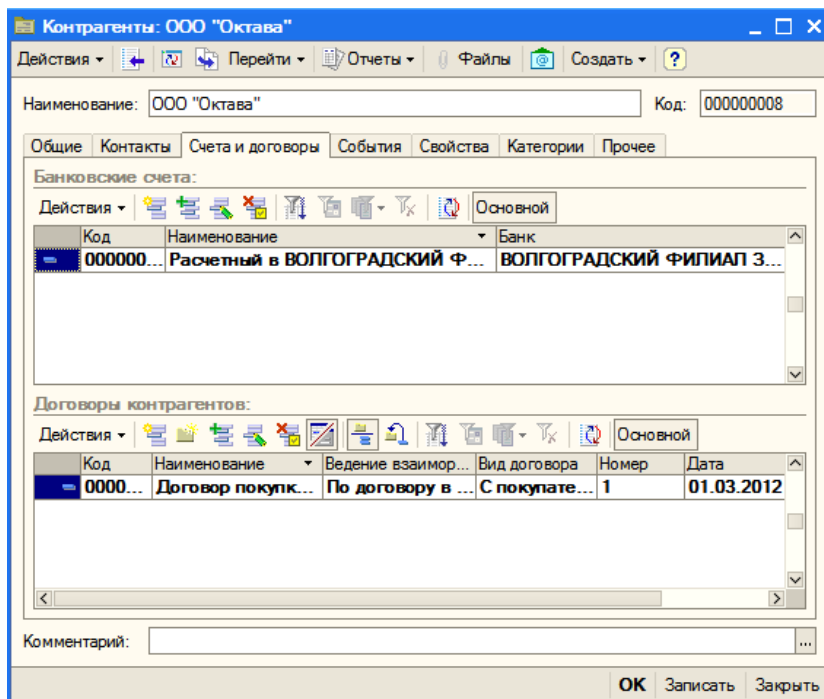 Контрагенты: ООО "Октава"
Действия Перейти Отчеты Файлы Создать ?
Наименование: ООО "Октава" Код: 000000008
Общие Контакты Счета и договоры События Свойства Категории Прочее
Банковские счета:
Действия Основной
Код Наименование Банк
000000... Расчетный в ВОЛГОГРАДСКИЙ Ф... ВОЛГОГРАДСКИЙ ФИЛИАЛ З...
Договоры контрагентов:
Действия Основной
Код Наименование Ведение взаимор... Вид договора Номер Дата
0000... Договор покупк... По договору в ... С покупате... 1 01.03.2012
Комментарий: ...
ОК Записать Закрыть